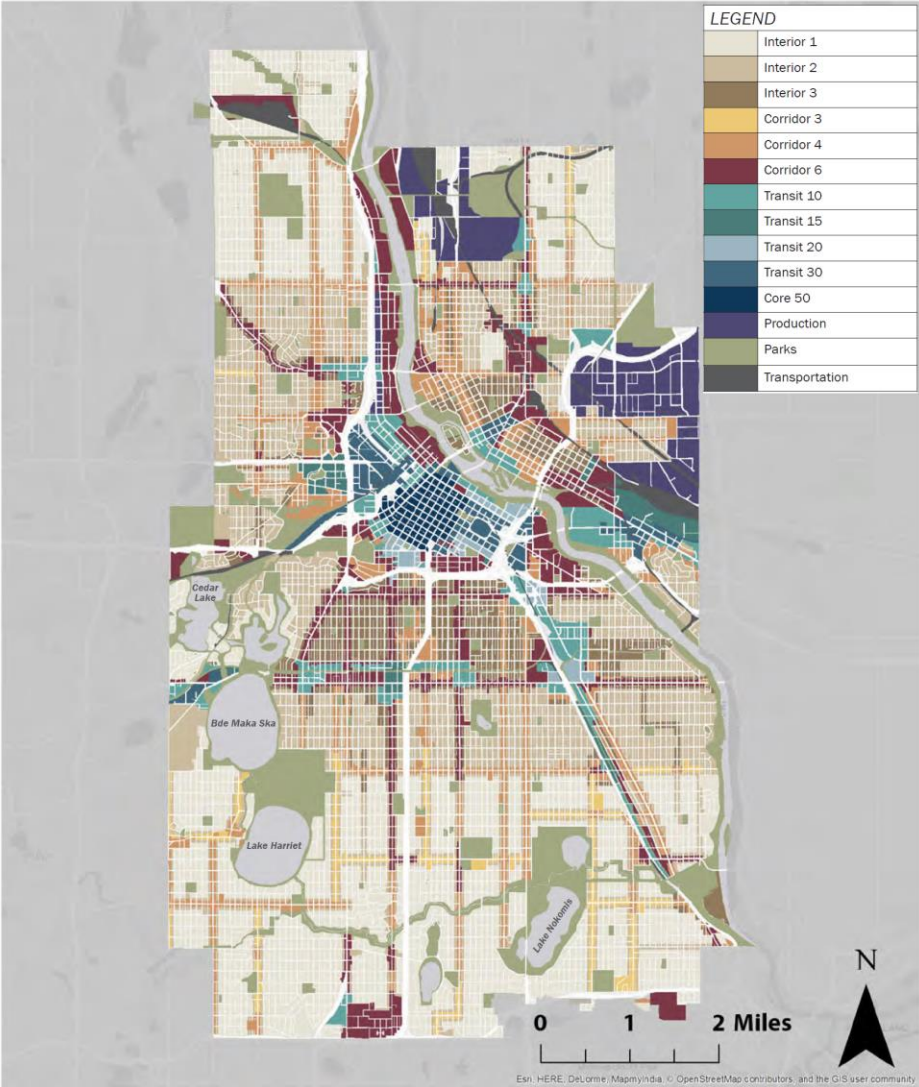 LEGEND
Interior 1
Interior 2
Interior 3
Corridor 3
Corridor 4
Corridor 6
Transit 10
Transit 15
Transit 20
Transit 30
Core 50
Production
Parks
Transportation
Cedar
Lake
Bde Maka Ska
Lake Harriet
Lake Nokomis
N
0 1 2 Miles
Esri, HERE, DeLorme, MapmyIndia, © OpenStreetMap contributors, and the GIS user community